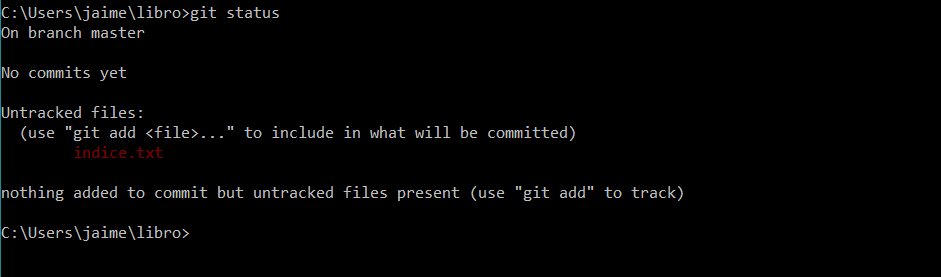 C:\Users\jaime\libro>git status
On branch master
No commits yet
Untracked files:
  (use "git add <file>..." to include in what will be committed)
        indice.txt
nothing added to commit but untracked files present (use "git add" to track)
C:\Users\jaime\libro>